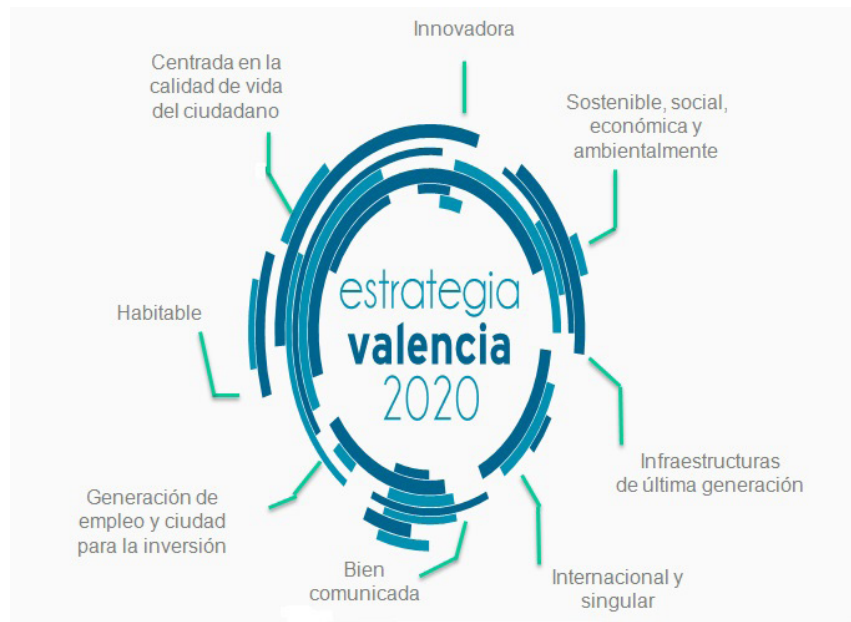 Innovadora
Centrada en la
calidad de vida
del ciudadano
Sostenible, social,
económica y
ambientalmente
estrategia
valencia
2020
Habitable
Infraestructuras
de última generación
Generación de
empleo y ciudad
para la inversión
Bien
comunicada
Internacional y
singular